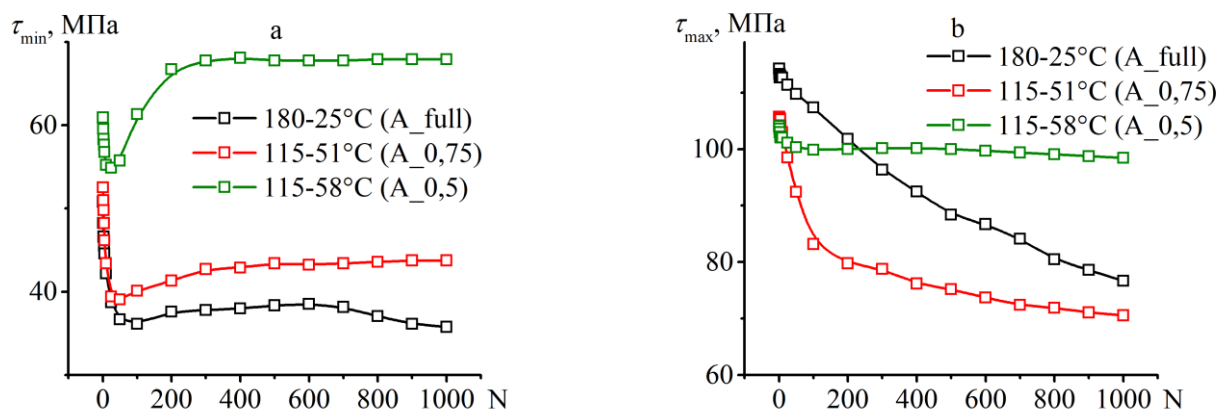 τmin, МПа
a
60
40
180-25°C (A_full)
115-51°C (A_0,75)
115-58°C (A_0,5)
0 200 400 600 800 1000 N
τmax, МПа
b
100
80
60
180-25°C (A_full)
115-51°C (A_0,75)
115-58°C (A_0,5)
0 200 400 600 800 1000 N